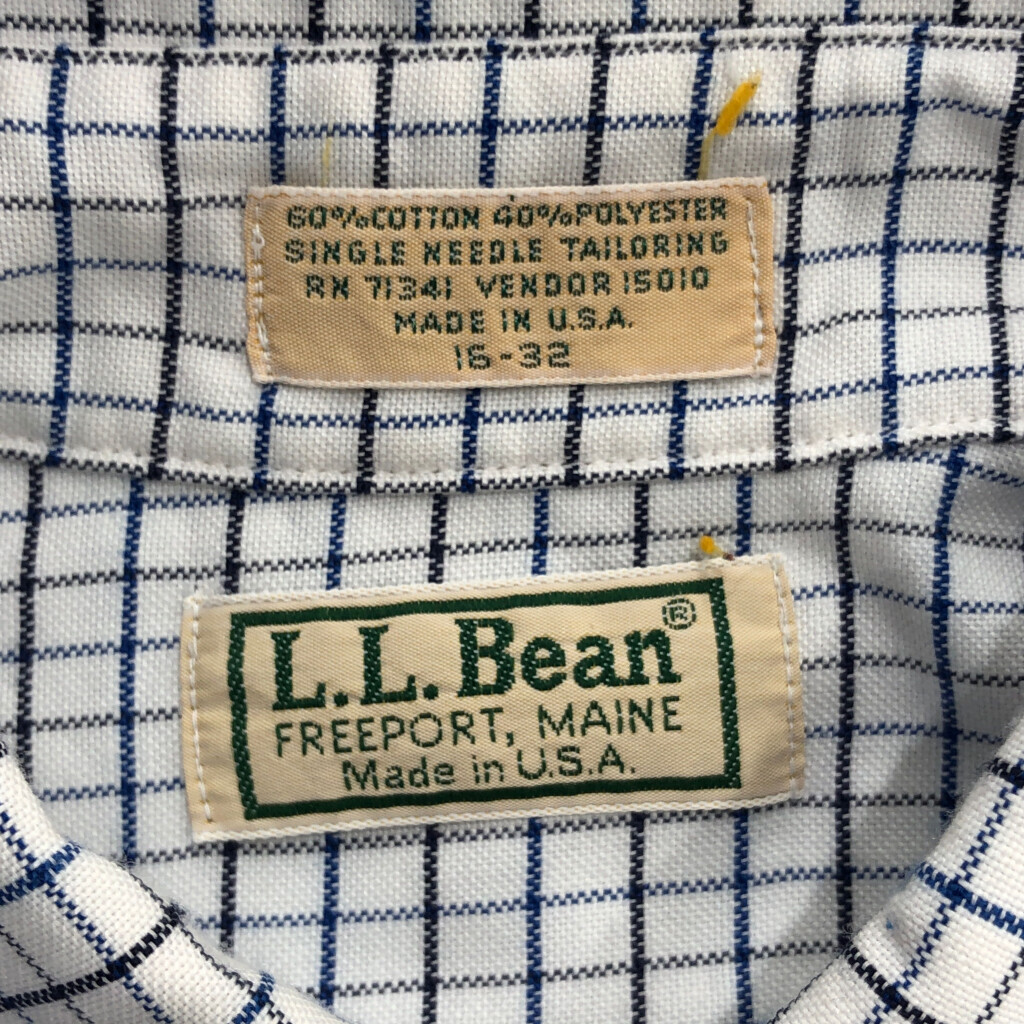 60%COTTON 40%POLYESTER
SINGLE NEEDLE TAILORING
RN 71341 VENDOR 15010
MADE IN U.S.A.
16-32
L.L.Bean®
FREEPORT, MAINE
Made in U.S.A.